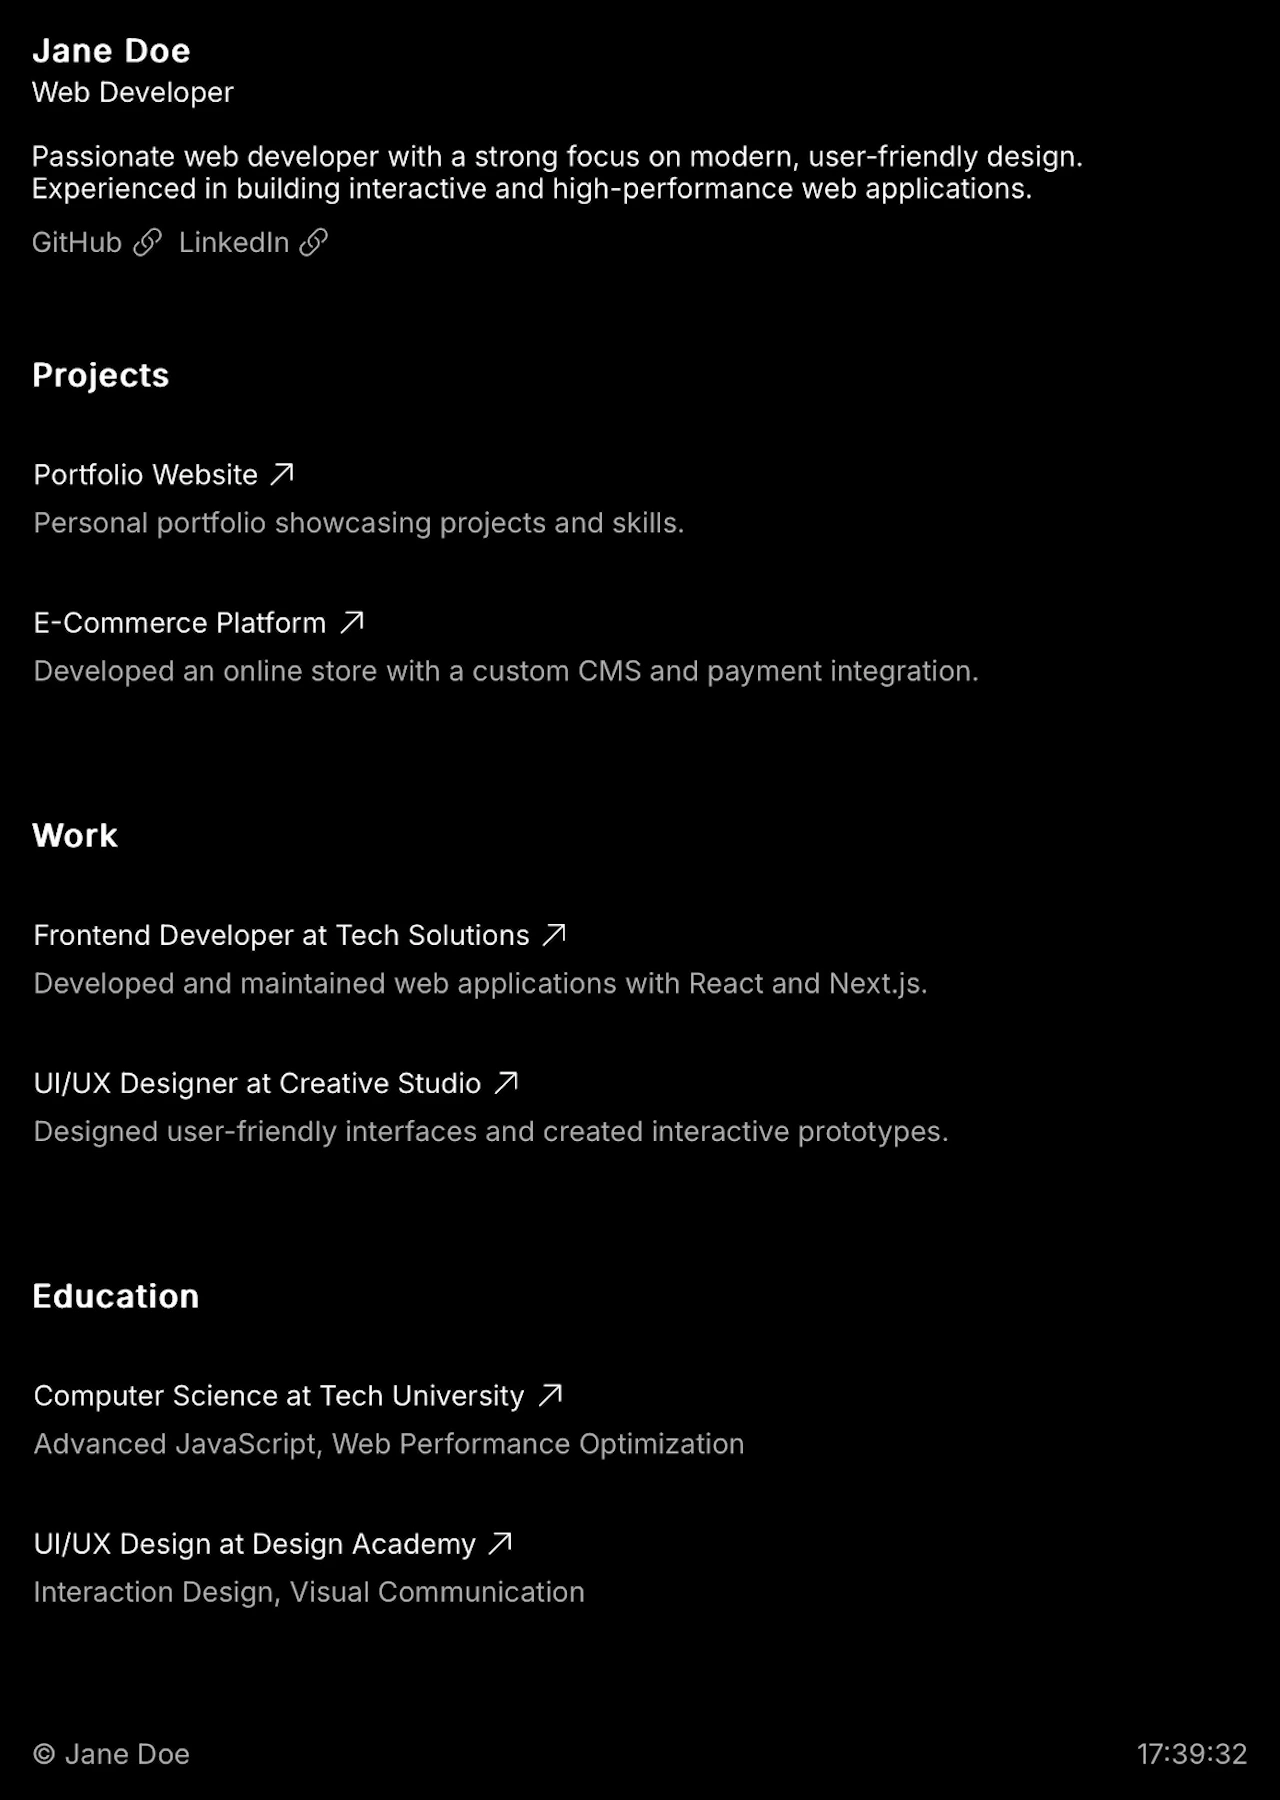 Jane Doe
Web Developer
Passionate web developer with a strong focus on modern, user-friendly design.
Experienced in building interactive and high-performance web applications.
GitHub LinkedIn
Projects
Portfolio Website
Personal portfolio showcasing projects and skills.
E-Commerce Platform
Developed an online store with a custom CMS and payment integration.
Work
Frontend Developer at Tech Solutions
Developed and maintained web applications with React and Next.js.
UI/UX Designer at Creative Studio
Designed user-friendly interfaces and created interactive prototypes.
Education
Computer Science at Tech University
Advanced JavaScript, Web Performance Optimization
UI/UX Design at Design Academy
Interaction Design, Visual Communication
© Jane Doe 17:39:32